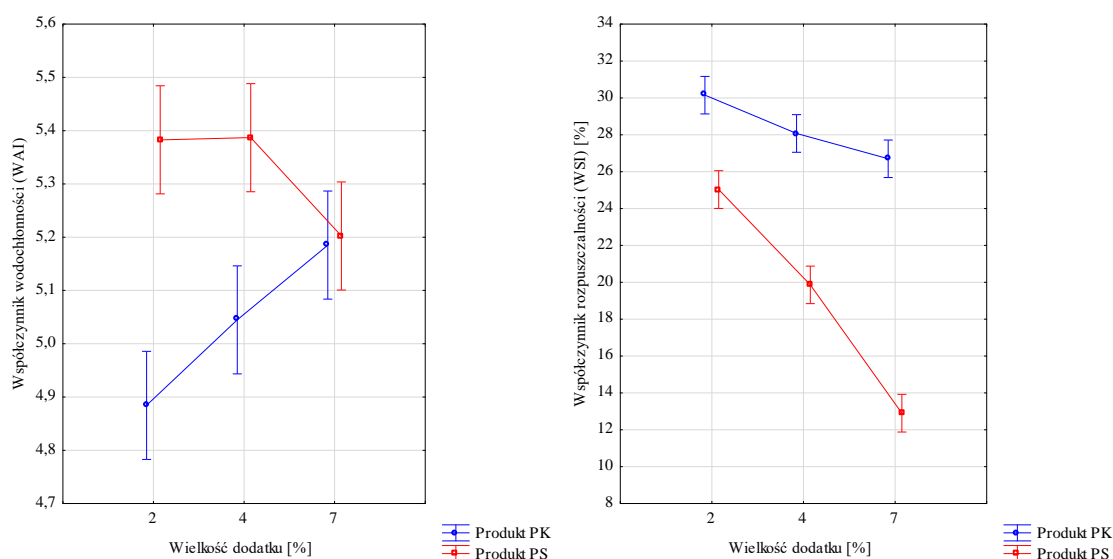 Współczynnik wodochłonności (WAI)
5,6
5,5
5,4
5,3
5,2
5,1
5,0
4,9
4,8
4,7
2 4 7
Wielkość dodatku [%]
Produkt PK
Produkt PS
Współczynnik rozpuszczalności (WSI) [%]
34
32
30
28
26
24
22
20
18
16
14
12
10
8
2 4 7
Wielkość dodatku [%]
Produkt PK
Produkt PS